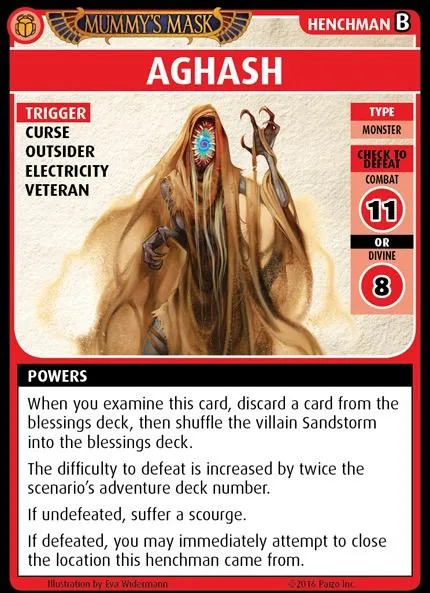 MUMMY'S MASK
HENCHMAN B
AGHASH
TRIGGER
CURSE
OUTSIDER
ELECTRICITY
VETERAN
TYPE
MONSTER
CHECK TO
DEFEAT
COMBAT
11
OR
DIVINE
8
POWERS
When you examine this card, discard a card from the
blessings deck, then shuffle the villain Sandstorm
into the blessings deck.
The difficulty to defeat is increased by twice the
scenario's adventure deck number.
If undefeated, suffer a scourge.
If defeated, you may immediately attempt to close
the location this henchman came from.
Illustration by Eva Widermann
©2016 Paizo Inc.